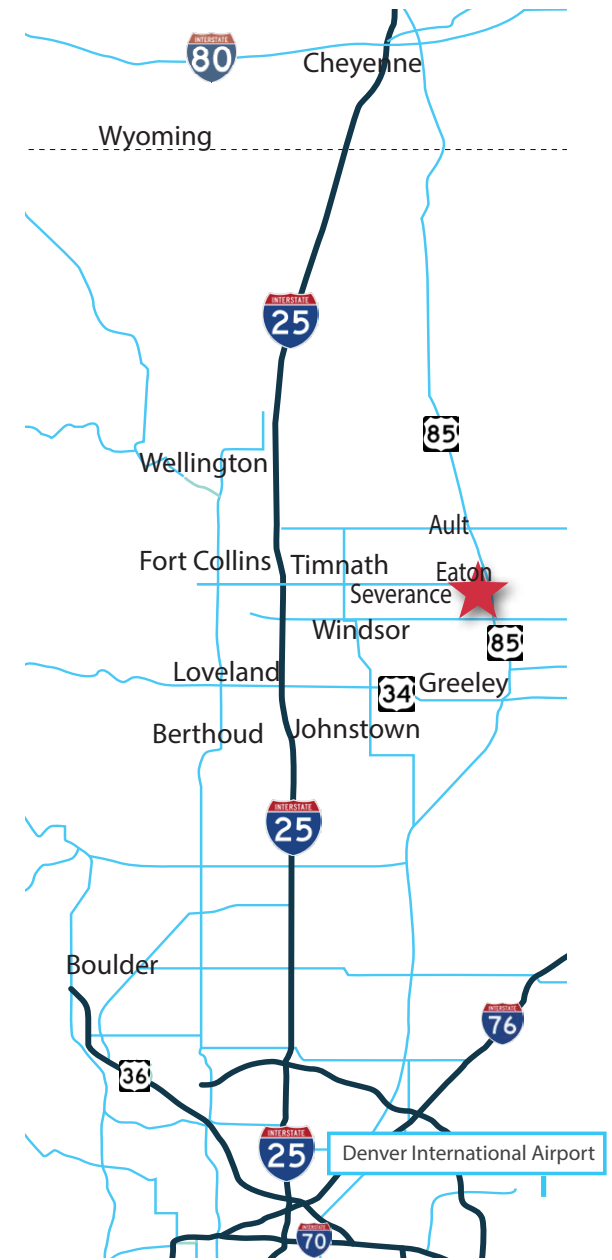 INTERSTATE
80
Cheyenne
Wyoming
INTERSTATE
25
85
Wellington
Ault
Fort Collins
Timnath
Eaton
Severance
Windsor
85
Loveland
34
Greeley
Berthoud
Johnstown
INTERSTATE
25
Boulder
INTERSTATE
76
36
INTERSTATE
25
Denver International Airport
INTERSTATE
70